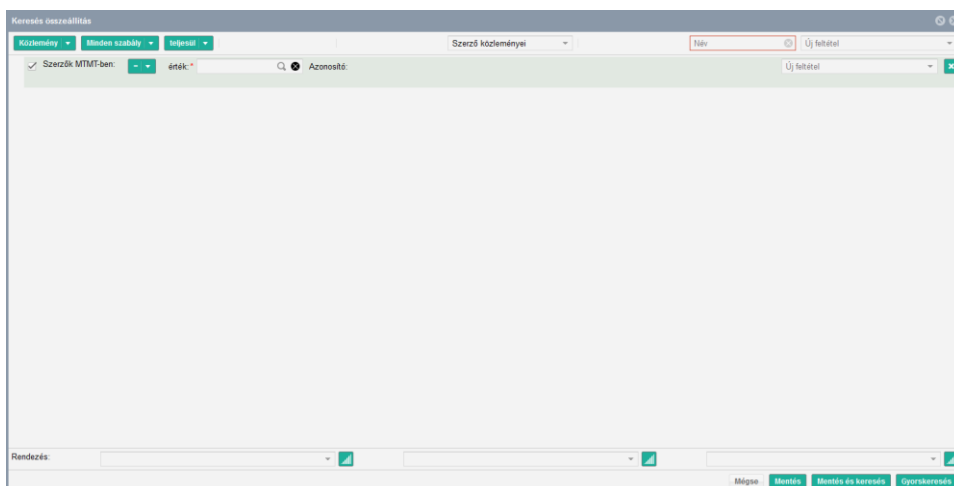 Keresés összeállítás
Közlemény Minden szabály teljesül Szerző közleményei Név Új feltétel
Szerzők MTMT-ben: = érték:* Azonosító: Új feltétel
Rendezés:
Mégse Mentés Mentés és keresés Gyorskeresés